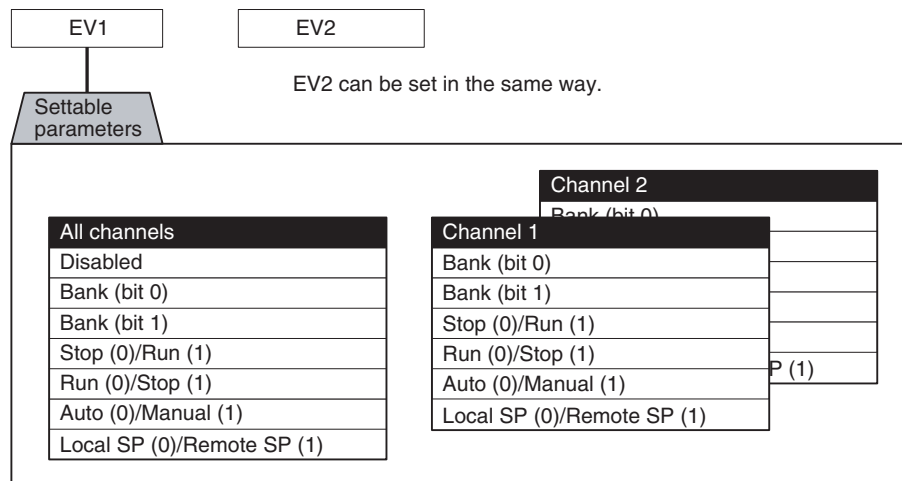 EV1
EV2
EV2 can be set in the same way.
Settable
parameters
All channels
Disabled
Bank (bit 0)
Bank (bit 1)
Stop (0)/Run (1)
Run (0)/Stop (1)
Auto (0)/Manual (1)
Local SP (0)/Remote SP (1)
Channel 1
Bank (bit 0)
Bank (bit 1)
Stop (0)/Run (1)
Run (0)/Stop (1)
Auto (0)/Manual (1)
Local SP (0)/Remote SP (1)
Channel 2
Bank (bit 0)
P (1)